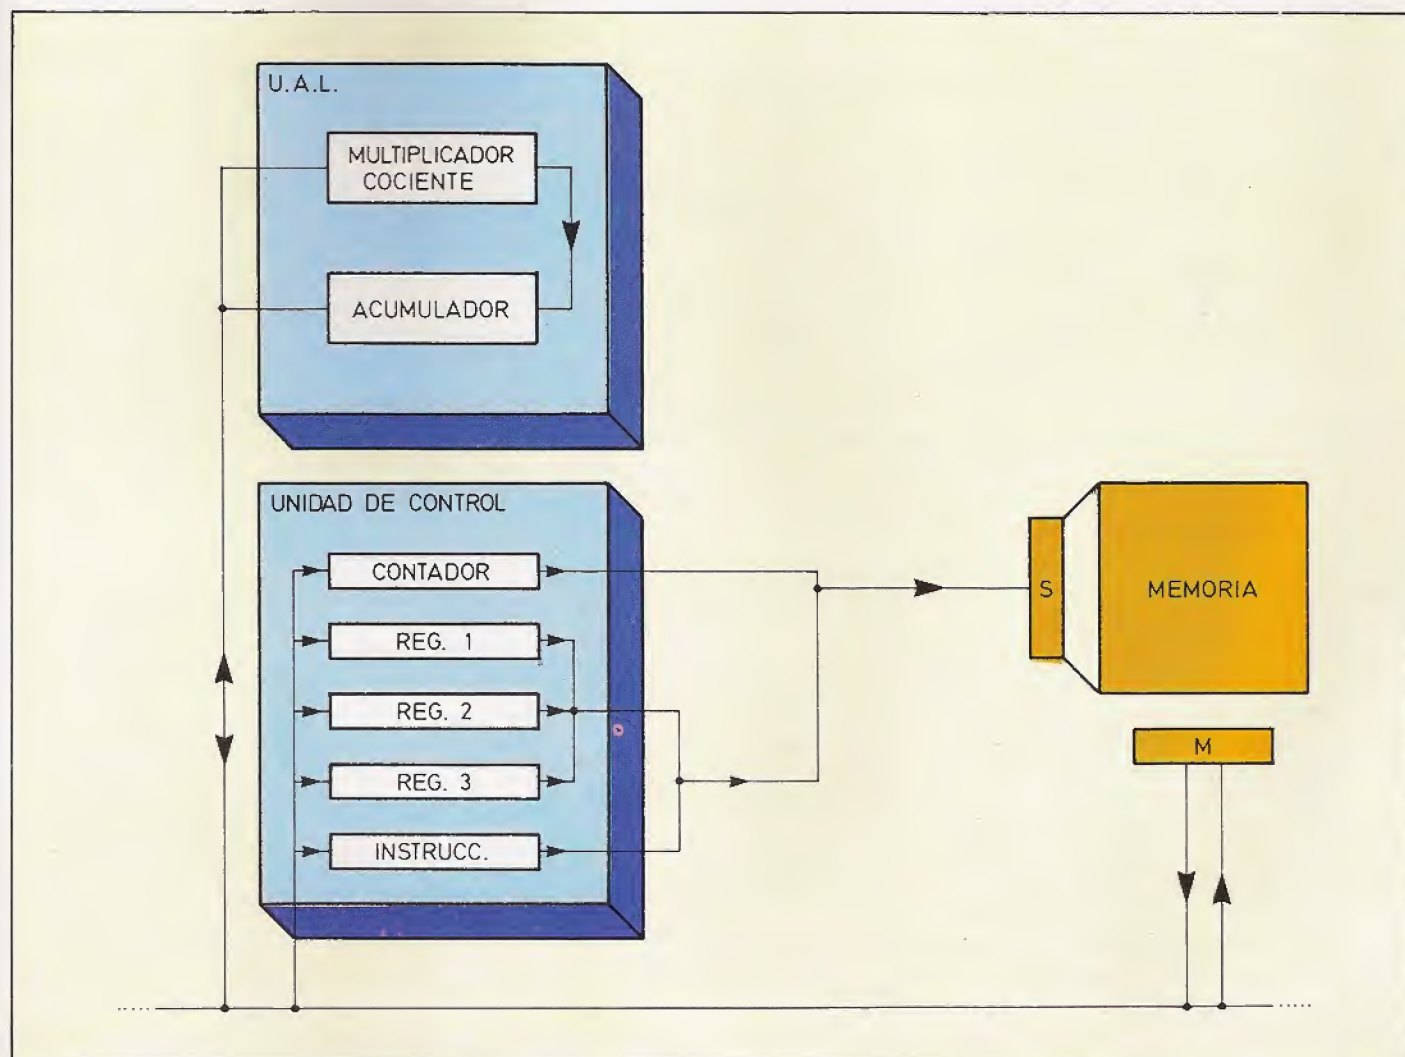 U.A.L.
MULTIPLICADOR
COCIENTE
ACUMULADOR
UNIDAD DE CONTROL
CONTADOR
REG. 1
REG. 2
REG. 3
INSTRUCC.
S
MEMORIA
M